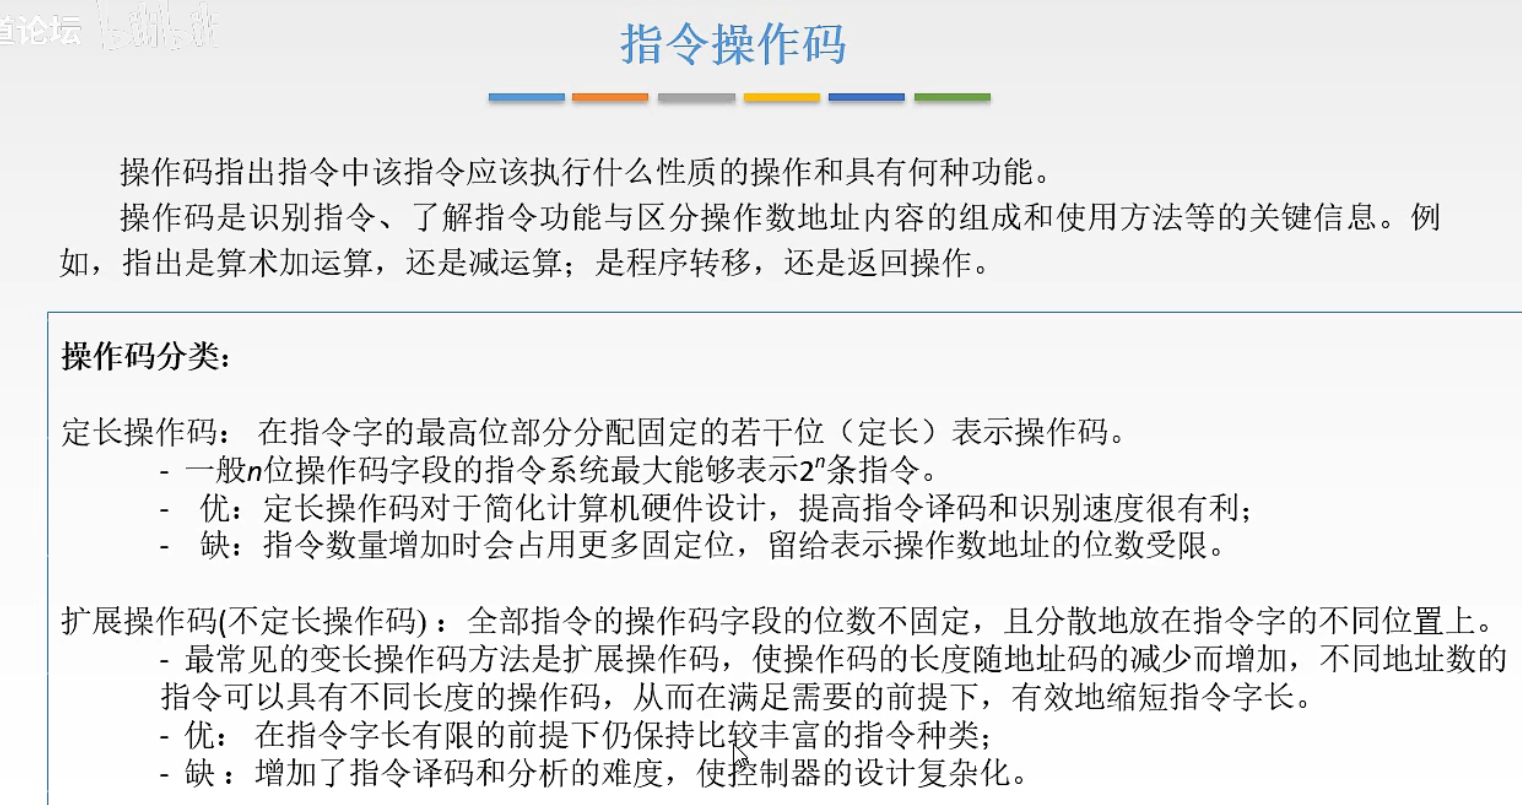 道论坛 bilibili
指令操作码
操作码指出指令中该指令应该执行什么性质的操作和具有何种功能。
操作码是识别指令、了解指令功能与区分操作数地址内容的组成和使用方法等的关键信息。例
如，指出是算术加运算，还是减运算；是程序转移，还是返回操作。
操作码分类：
定长操作码： 在指令字的最高位部分分配固定的若干位（定长）表示操作码。
- 一般n位操作码字段的指令系统最大能够表示2ⁿ条指令。
- 优：定长操作码对于简化计算机硬件设计，提高指令译码和识别速度很有利；
- 缺：指令数量增加时会占用更多固定位，留给表示操作数地址的位数受限。
扩展操作码(不定长操作码)：全部指令的操作码字段的位数不固定，且分散地放在指令字的不同位置上。
- 最常见的变长操作码方法是扩展操作码，使操作码的长度随地址码的减少而增加，不同地址数的
指令可以具有不同长度的操作码，从而在满足需要的前提下，有效地缩短指令字长。
- 优： 在指令字长有限的前提下仍保持比较丰富的指令种类；
- 缺：增加了指令译码和分析的难度，使控制器的设计复杂化。